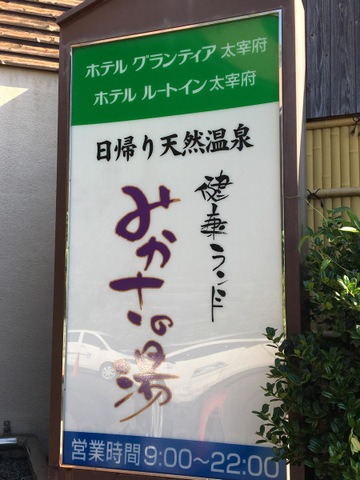 ホテル グランティア 太宰府
ホテル ルートイン 太宰府
日帰り天然温泉
健康ランド
みかさの湯
営業時間 9:00～22:00